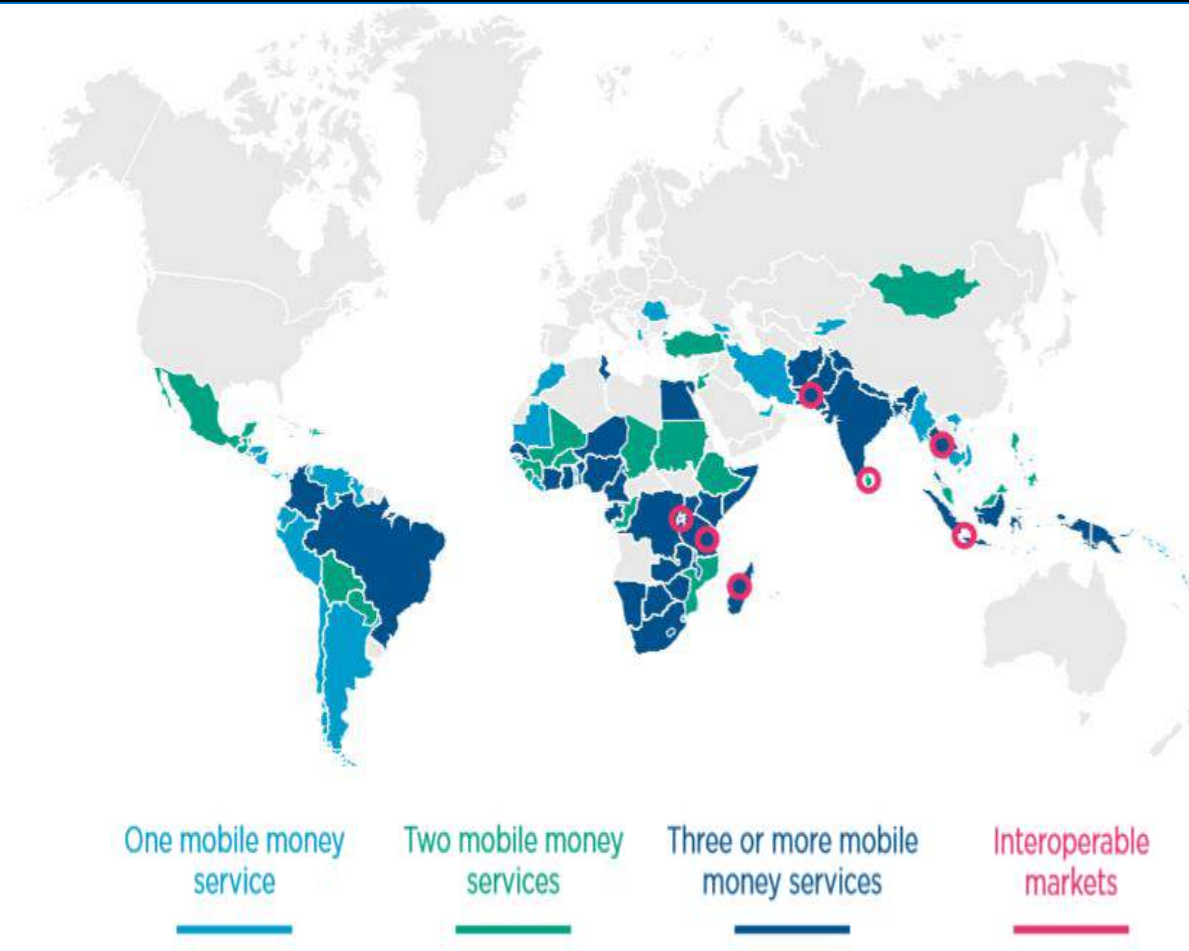 One mobile money
service
Two mobile money
services
Three or more mobile
money services
Interoperable
markets